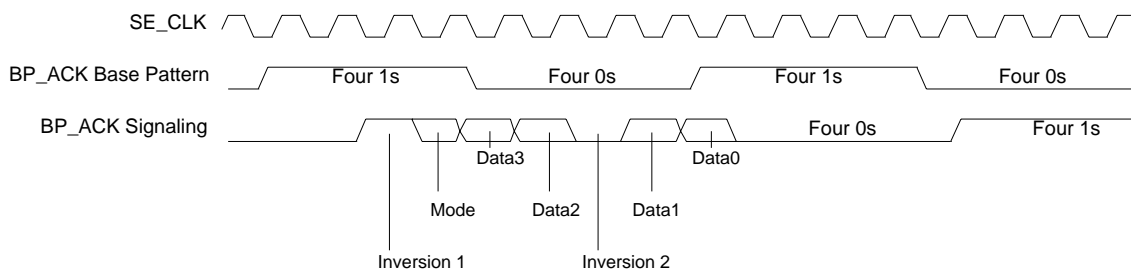 SE_CLK
BP_ACK Base Pattern
Four 1s
Four 0s
Four 1s
Four 0s
BP_ACK Signaling
Four 0s
Four 1s
Data3
Data0
Mode
Data2
Data1
Inversion 1
Inversion 2